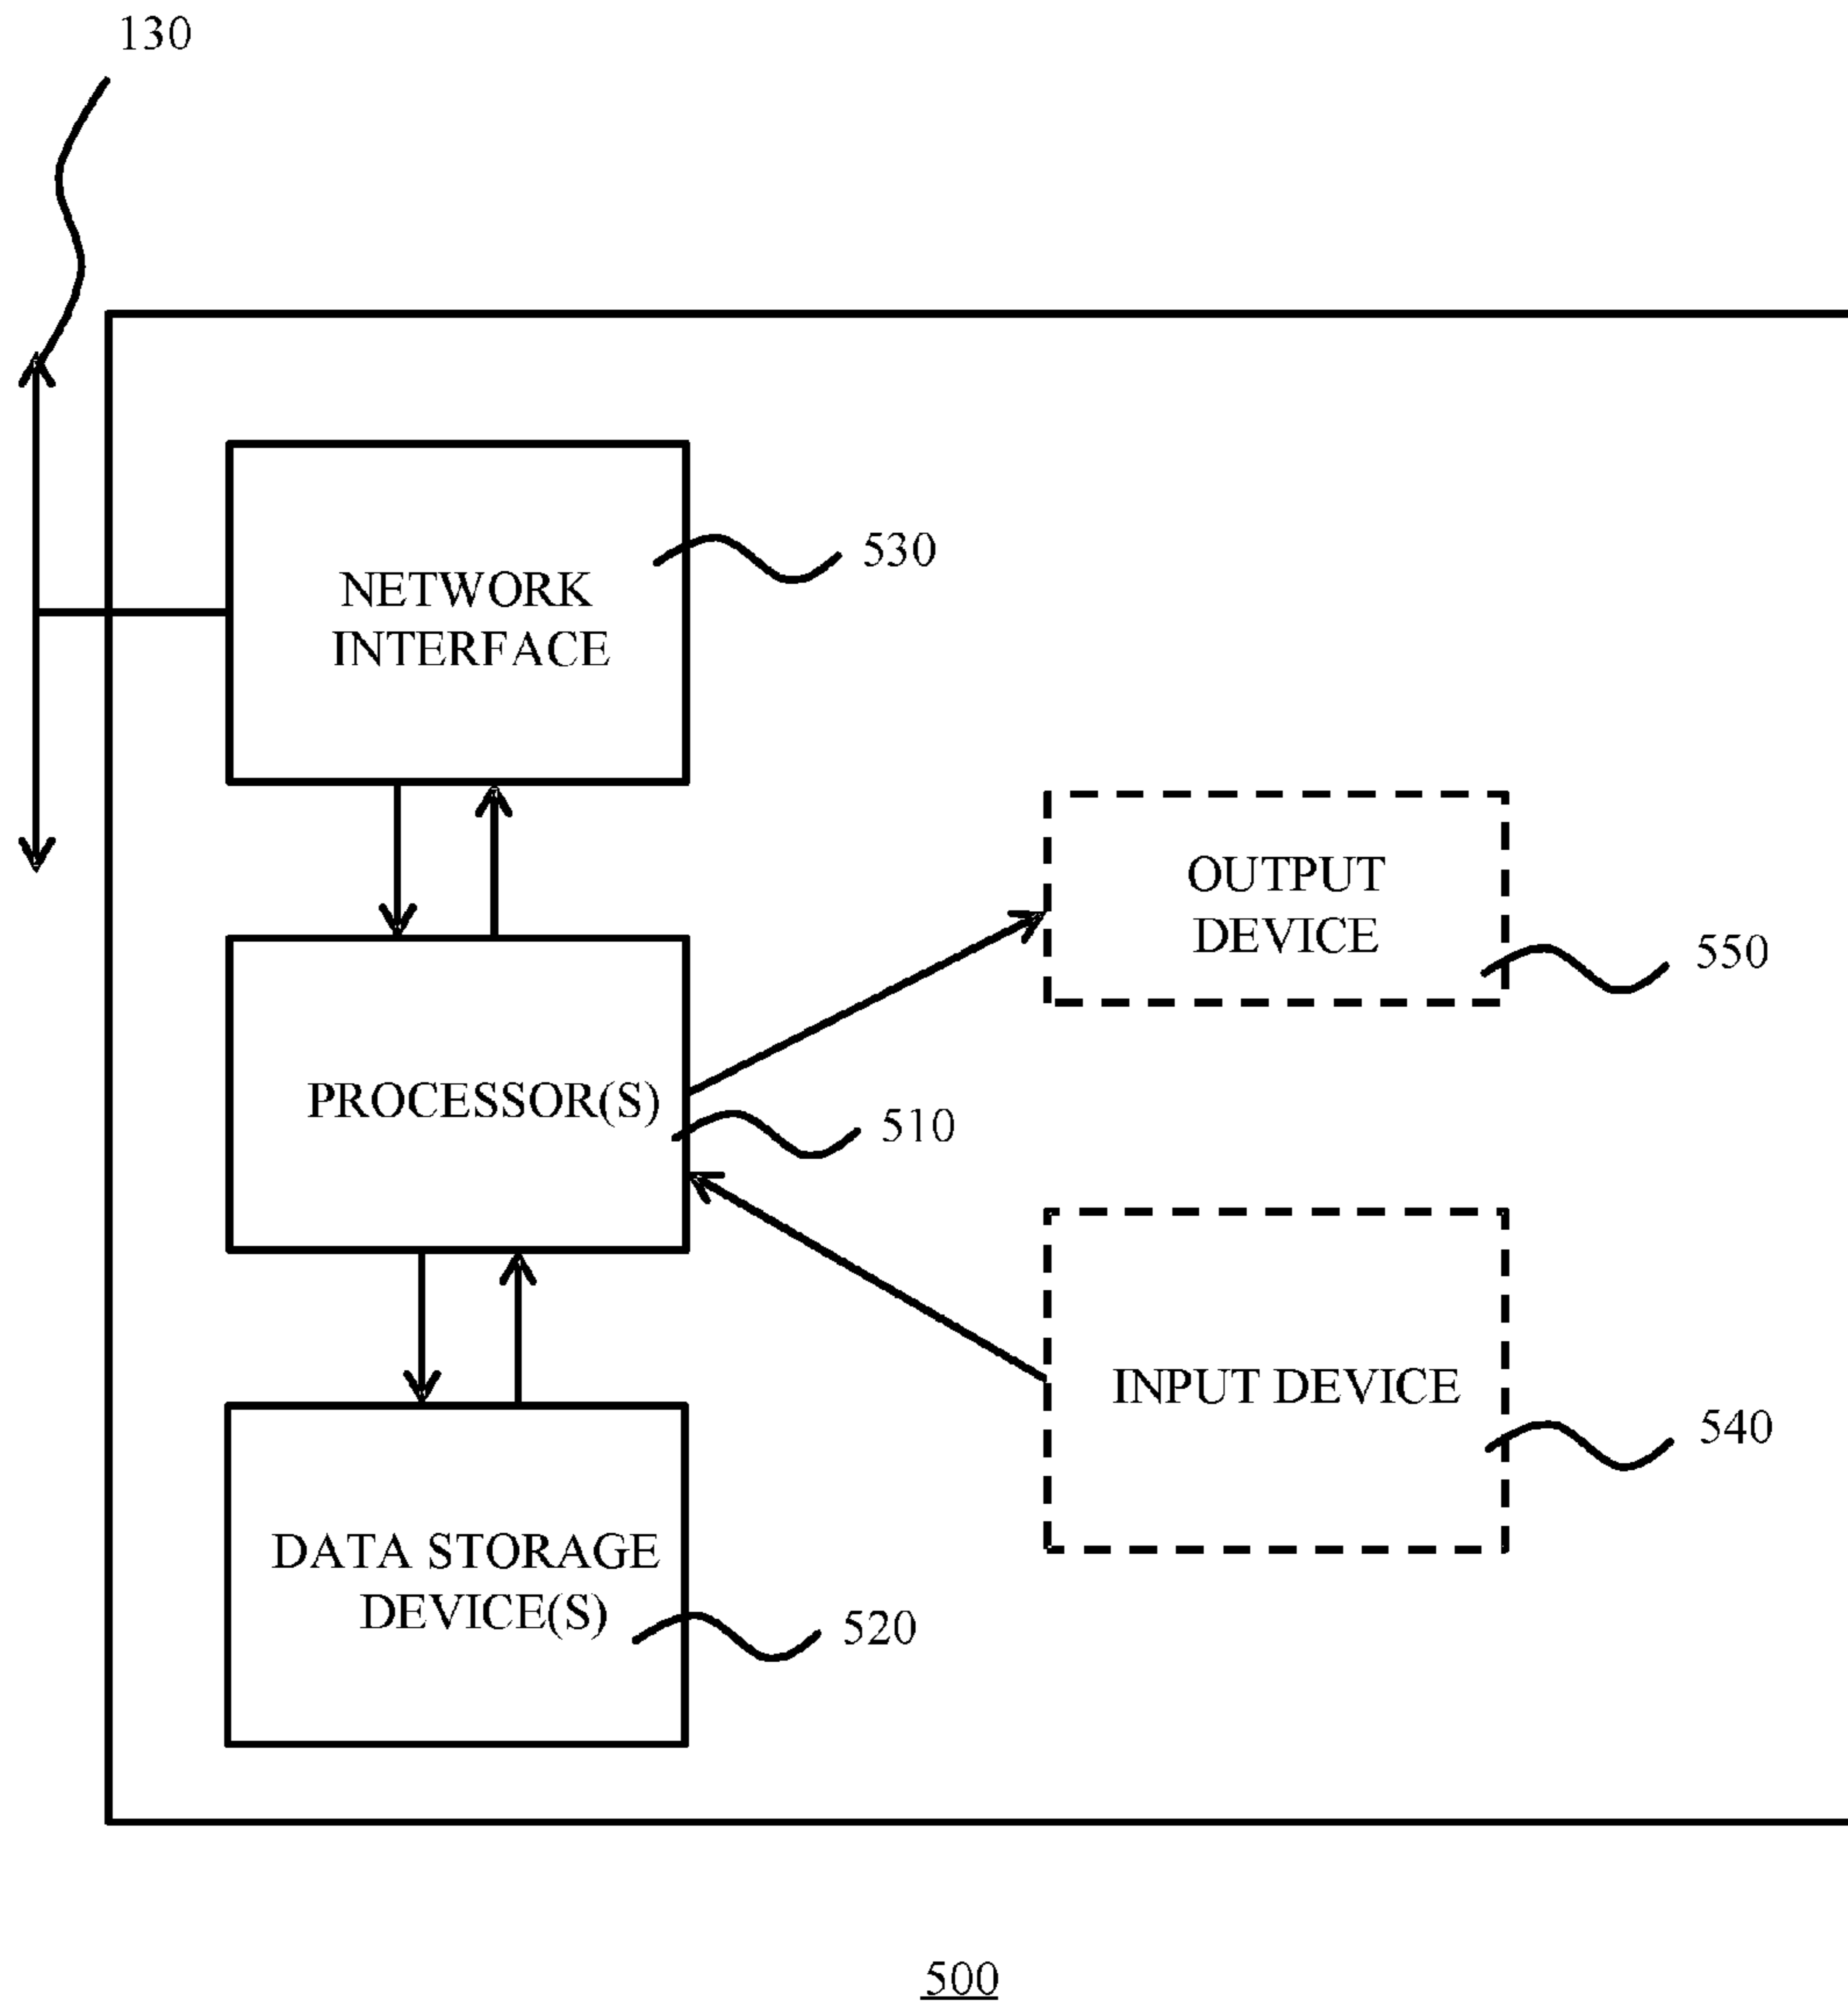 130
NETWORK
INTERFACE
530
OUTPUT
DEVICE
550
PROCESSOR(S)
510
INPUT DEVICE
540
DATA STORAGE
DEVICE(S)
520
500